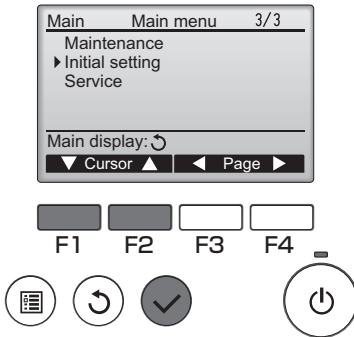 Main Main menu 3/3
Maintenance
Initial setting
Service
Main display:
Cursor Page
F1 F2 F3 F4